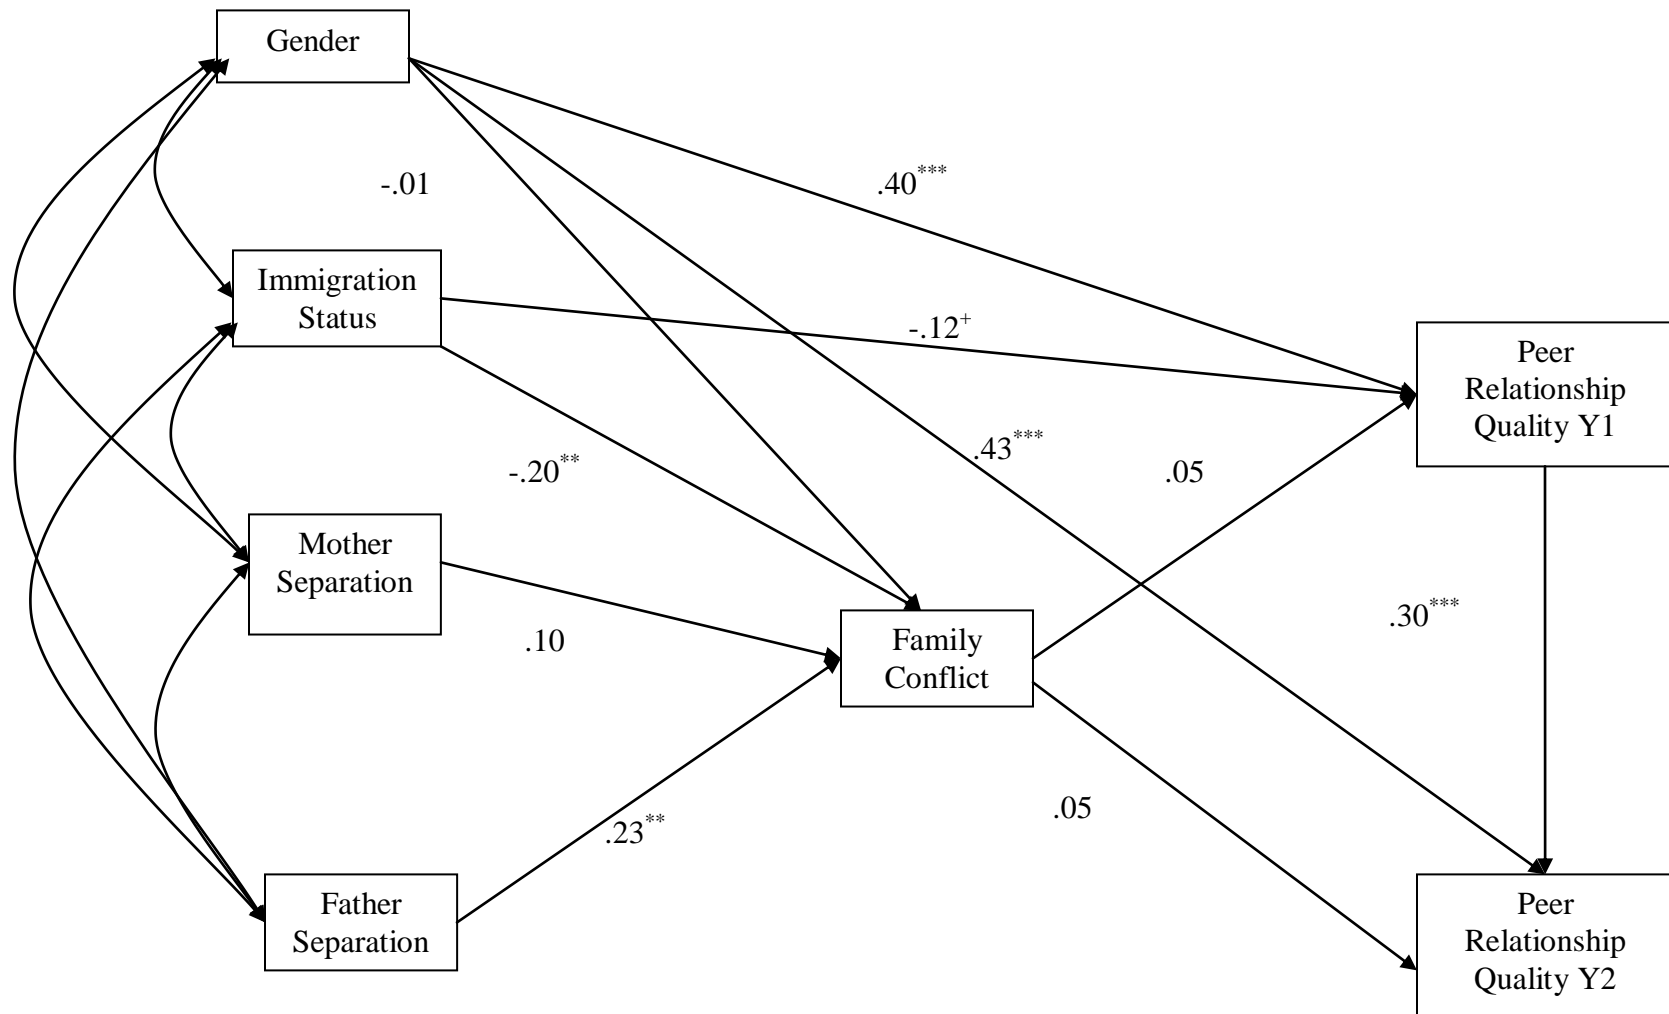 Gender
-.01
.40***
Immigration
Status
-.12+
Peer
Relationship
Quality Y1
-.20**
.43***
.05
Mother
Separation
.10
Family
Conflict
.30***
.23**
.05
Father
Separation
Peer
Relationship
Quality Y2